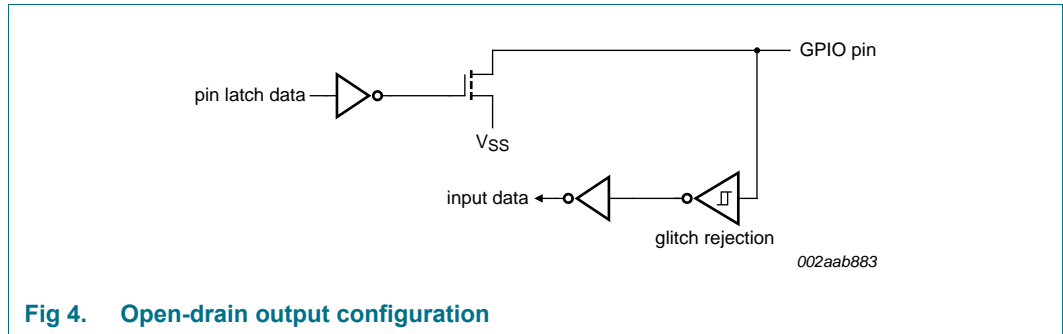 GPIO pin
pin latch data
VSS
input data
glitch rejection
002aab883
Fig 4. Open-drain output configuration